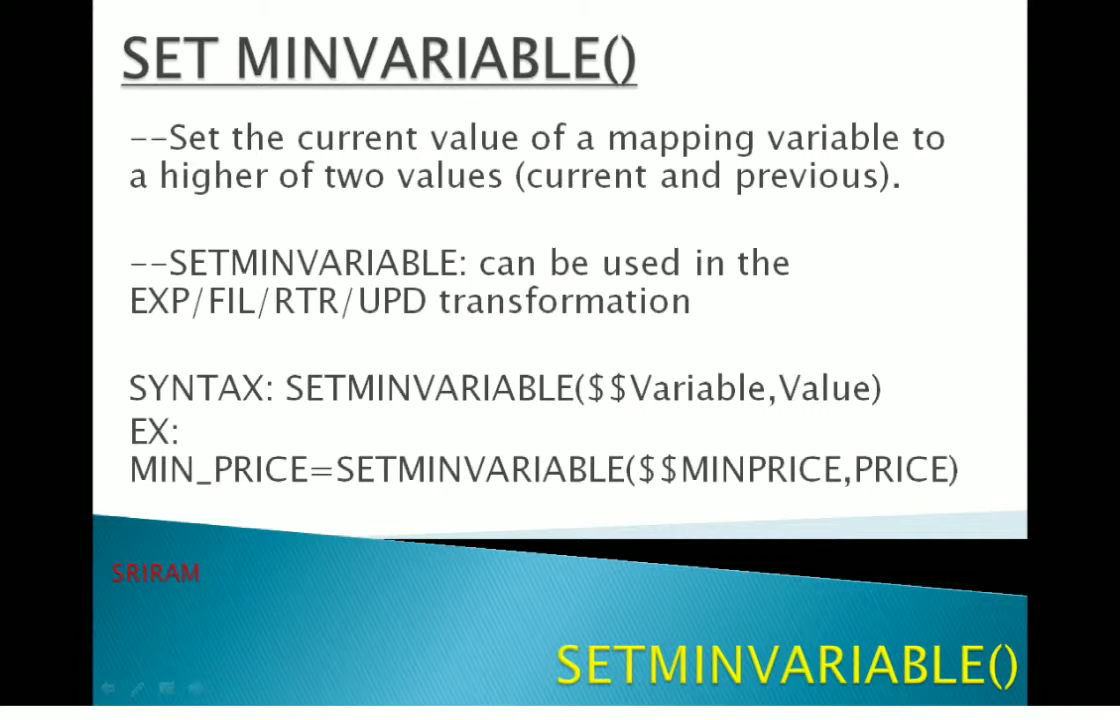 SET MINVARIABLE()
--Set the current value of a mapping variable to
a higher of two values (current and previous).
--SETMINVARIABLE: can be used in the
EXP/FIL/RTR/UPD transformation
SYNTAX: SETMINVARIABLE($$Variable,Value)
EX:
MIN_PRICE=SETMINVARIABLE($$MINPRICE,PRICE)
SRIRAM
SETMINVARIABLE()